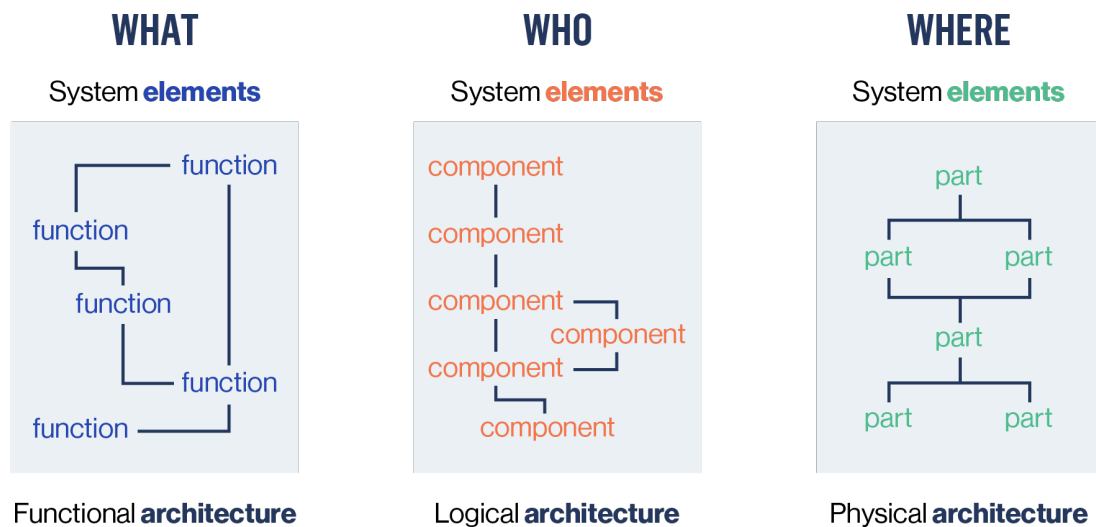 WHAT
System elements
function
function
function
function
function
Functional architecture
WHO
System elements
component
component
component
component
component
component
Logical architecture
WHERE
System elements
part
part part
part
part part
Physical architecture